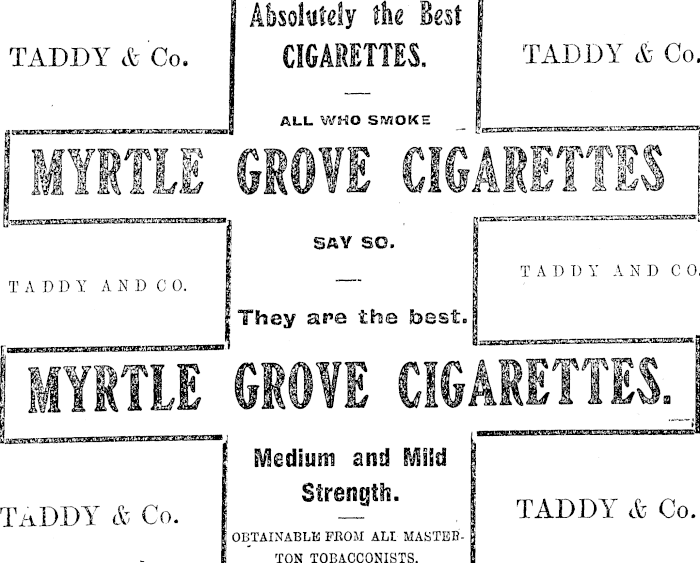 Absolutely the Best
TADDY & Co.
CIGARETTES.
TADDY & Co.
ALL WHO SMOKE
MYRTLE GROVE CIGARETTES
SAY SO.
TADDY AND CO.
TADDY AND CO.
They are the best.
MYRTLE GROVE CIGARETTES.
Medium and Mild
Strength.
TADDY & Co.
TADDY & Co.
OBTAINABLE FROM ALL MASTER-
TON TOBACCONISTS.